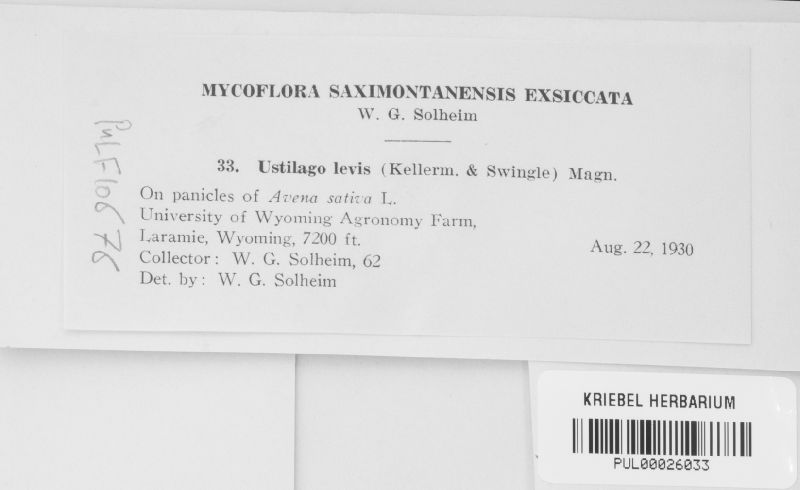 MYCOFLORA SAXIMONTANENSIS EXSICCATA
W. G. Solheim
33. Ustilago levis (Kellerm. & Swingle) Magn.
On panicles of Avena sativa L.
University of Wyoming Agronomy Farm,
Laramie, Wyoming, 7200 ft.
Aug. 22, 1930
Collector: W. G. Solheim, 62
Det. by: W. G. Solheim
PULF10676
KRIEBEL HERBARIUM
PUL00026033